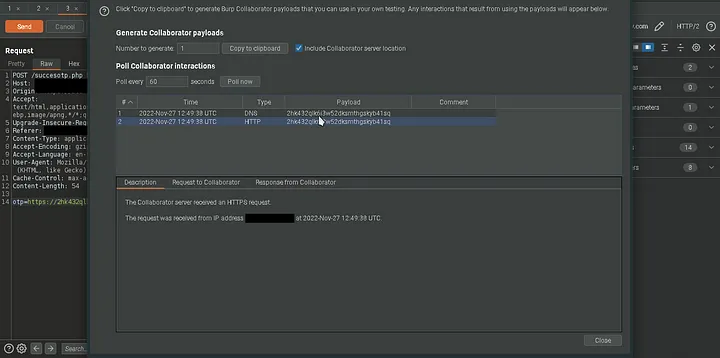 1 × 2 × 3 ×
Send Cancel
Click "Copy to clipboard" to generate Burp Collaborator payloads that you can use in your own testing. Any interactions that result from using the payloads will appear below.
.com HTTP/2 ?
Generate Collaborator payloads
Number to generate: 1 Copy to clipboard Include Collaborator server location
Poll Collaborator interactions
Poll every 60 seconds Poll now
# Time Type Payload Comment
1 2022-Nov-27 12:49:38 UTC DNS
2 2022-Nov-27 12:49:38 UTC HTTP
Description Request to Collaborator Response from Collaborator
The Collaborator server received an HTTPS request.
The request was received from IP address at 2022-Nov-27 12:49:38 UTC.
Close
Request
Pretty Raw Hex
1 POST /succesotp.php
2 Host:
3 Origin
4 Accept:
text/html,application
ebp,image/apng,*/*;q
5 Upgrade-Insecure-Req
6 Referer:
7 Content-Type: applic
8 Accept-Encoding: gzi
9 Accept-Language: en-
10 User-Agent: Mozilla/
(KHTML, like Gecko)
11 Cache-Control: max-a
12 Content-Length: 54
13
14 otp=https://2hk432ql
Search...
2
arameters 0
arameters 1
0
14
ers 8